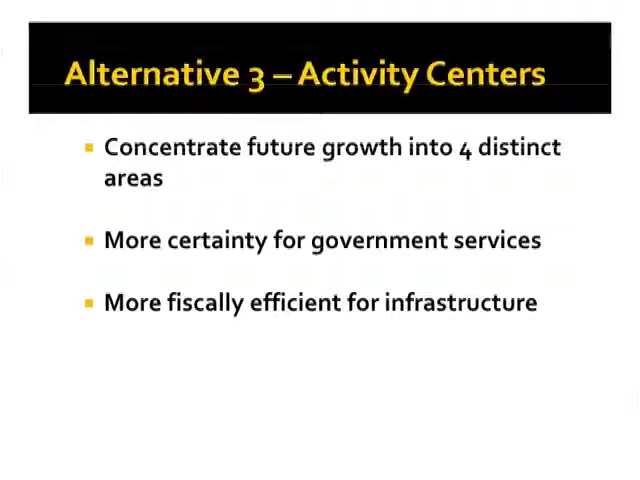 Alternative 3 – Activity Centers
Concentrate future growth into 4 distinct
areas
More certainty for government services
More fiscally efficient for infrastructure